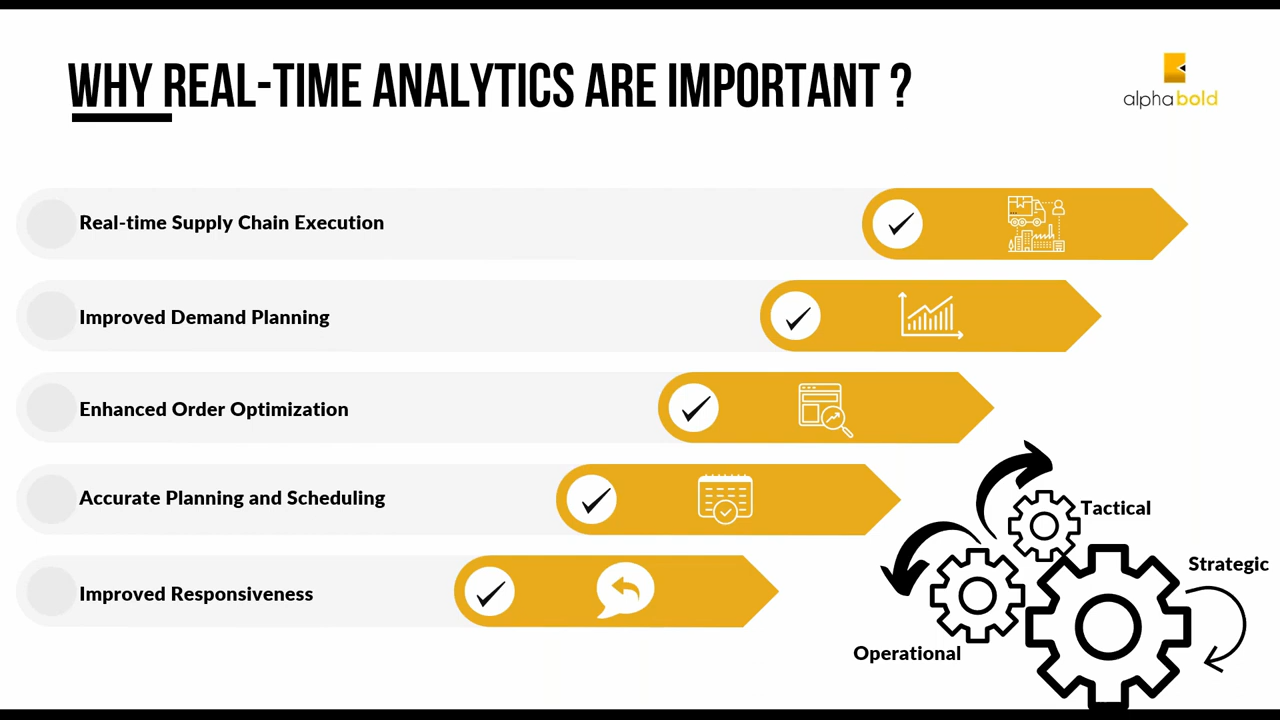 WHY REAL-TIME ANALYTICS ARE IMPORTANT ?
alphabold
Real-time Supply Chain Execution
Improved Demand Planning
Enhanced Order Optimization
Accurate Planning and Scheduling
Improved Responsiveness
Tactical
Strategic
Operational